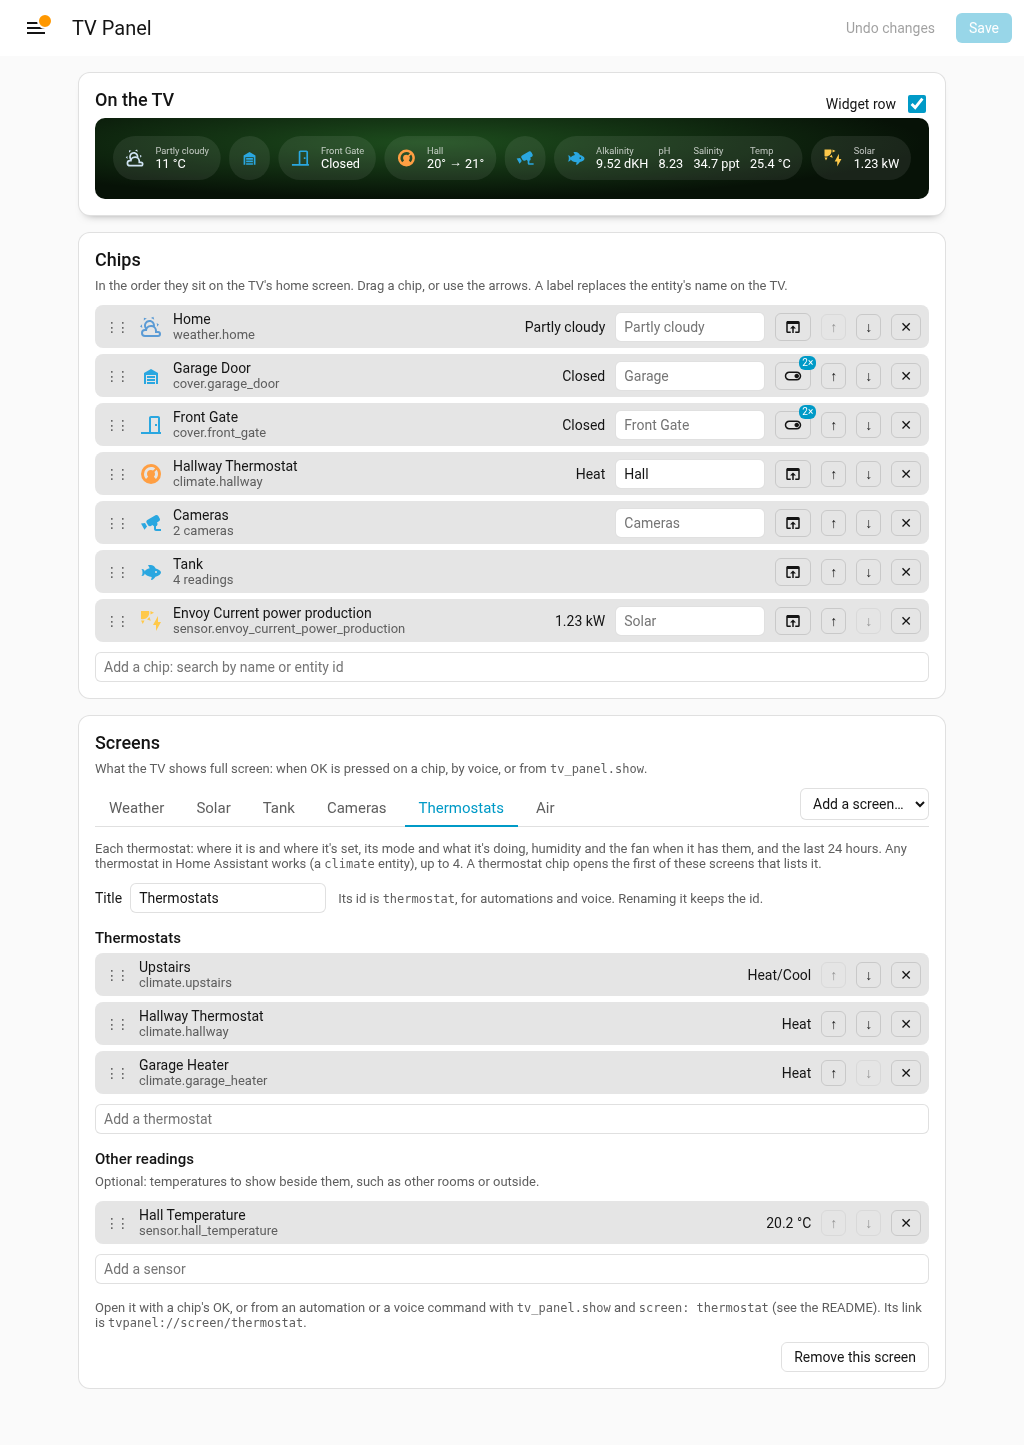 TV Panel
Undo changes
Save
On the TV
Widget row
Partly cloudy
11 °C
Front Gate
Closed
Hall
20° → 21°
Alkalinity pH Salinity Temp
9.52 dKH 8.23 34.7 ppt 25.4 °C
Solar
1.23 kW
Chips
In the order they sit on the TV's home screen. Drag a chip, or use the arrows. A label replaces the entity's name on the TV.
Home
weather.home
Partly cloudy
Partly cloudy
↑ ↓ ✕
Garage Door
cover.garage_door
Closed
Garage
2×
↑ ↓ ✕
Front Gate
cover.front_gate
Closed
Front Gate
2×
↑ ↓ ✕
Hallway Thermostat
climate.hallway
Heat
Hall
↑ ↓ ✕
Cameras
2 cameras
Cameras
↑ ↓ ✕
Tank
4 readings
↑ ↓ ✕
Envoy Current power production
sensor.envoy_current_power_production
1.23 kW
Solar
↑ ↓ ✕
Add a chip: search by name or entity id
Screens
What the TV shows full screen: when OK is pressed on a chip, by voice, or from tv_panel.show.
Weather Solar Tank Cameras Thermostats Air
Add a screen...
Each thermostat: where it is and where it's set, its mode and what it's doing, humidity and the fan when it has them, and the last 24 hours. Any
thermostat in Home Assistant works (a climate entity), up to 4. A thermostat chip opens the first of these screens that lists it.
Title
Thermostats
Its id is thermostat, for automations and voice. Renaming it keeps the id.
Thermostats
Upstairs
climate.upstairs
Heat/Cool
↑ ↓ ✕
Hallway Thermostat
climate.hallway
Heat
↑ ↓ ✕
Garage Heater
climate.garage_heater
Heat
↑ ↓ ✕
Add a thermostat
Other readings
Optional: temperatures to show beside them, such as other rooms or outside.
Hall Temperature
sensor.hall_temperature
20.2 °C
↑ ↓ ✕
Add a sensor
Open it with a chip's OK, or from an automation or a voice command with tv_panel.show and screen: thermostat (see the README). Its link
is tvpanel://screen/thermostat.
Remove this screen